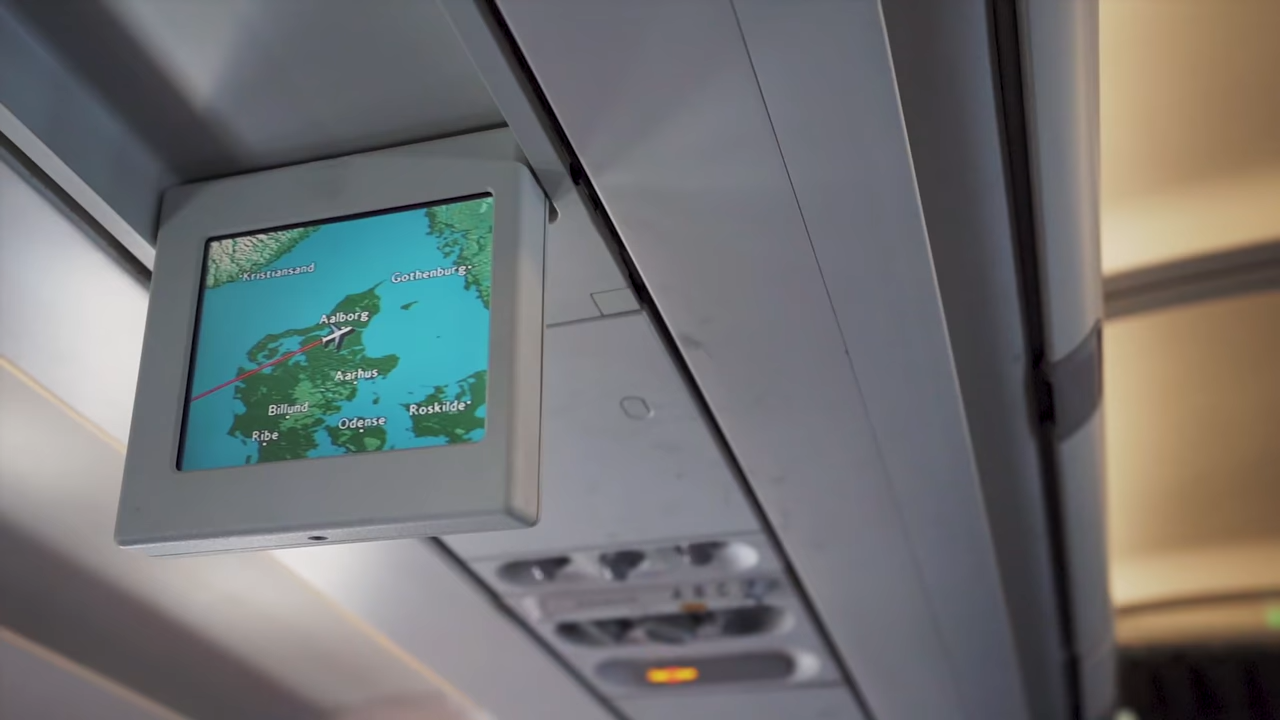 Kristiansand
Gothenburg
Aalborg
Aarhus
Billund
Roskilde
Odense
Ribe
A B C